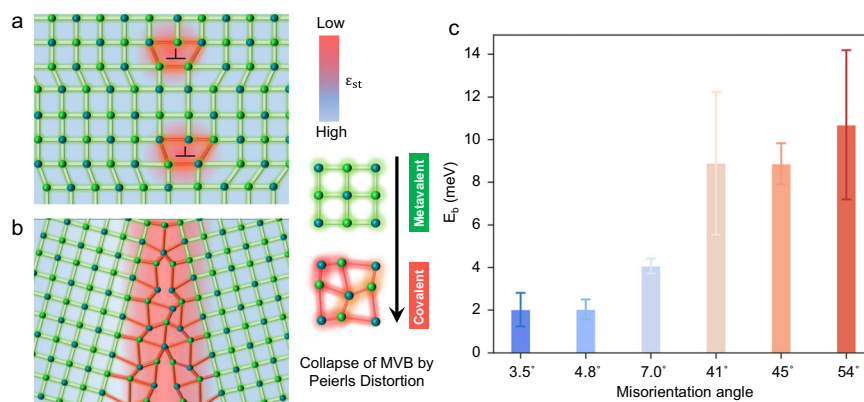 a
Low
ε_st
High
Metavalent
Covalent
Collapse of MVB by
Peierls Distortion
b
c
E_b (meV)
14
12
10
8
6
4
2
0
3.5°
4.8°
7.0°
41°
45°
54°
Misorientation angle